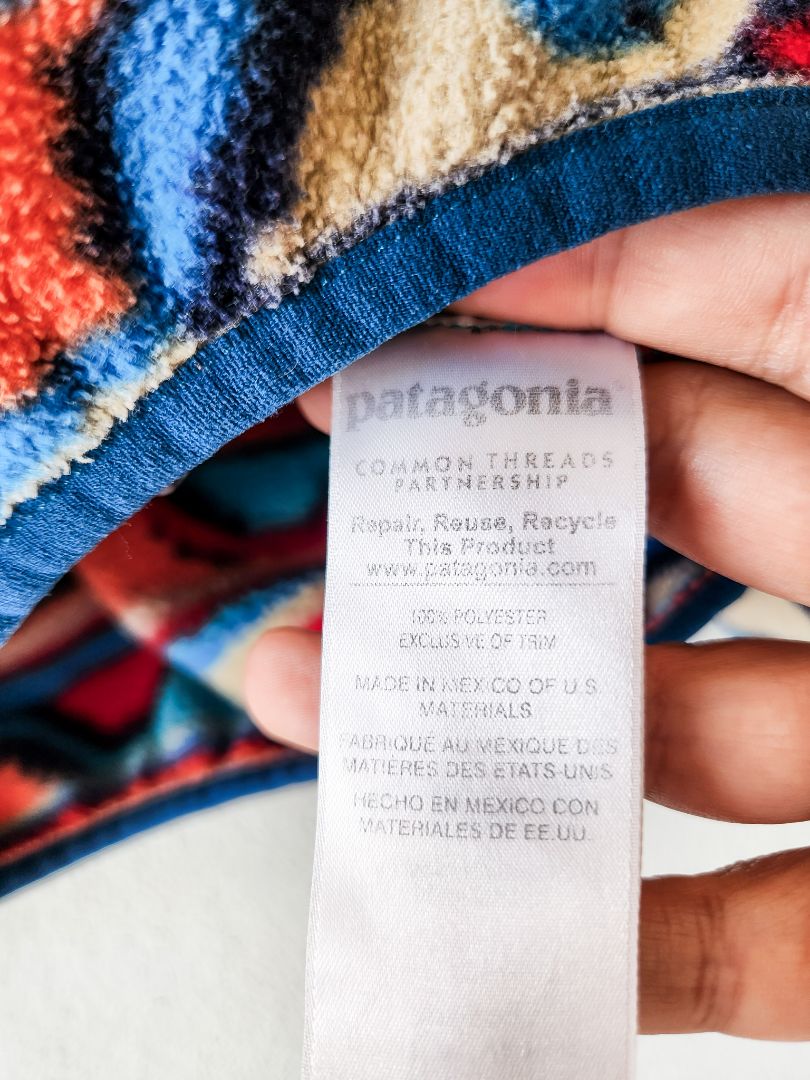 patagonia®
COMMON THREADS
PARTNERSHIP
Repair, Reuse, Recycle
This Product
www.patagonia.com
100% POLYESTER
EXCLUSIVE OF TRIM
MADE IN MEXICO OF U.S.
MATERIALS
FABRIQUÉ AU MEXIQUE DES
MATIÈRES DES ÉTATS-UNIS
HECHO EN MEXICO CON
MATERIALES DE EE.UU.